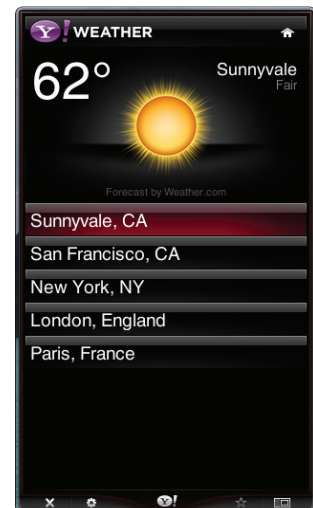 Y! WEATHER
62°
Sunnyvale
Fair
Forecast by Weather.com
Sunnyvale, CA
San Francisco, CA
New York, NY
London, England
Paris, France
Y!